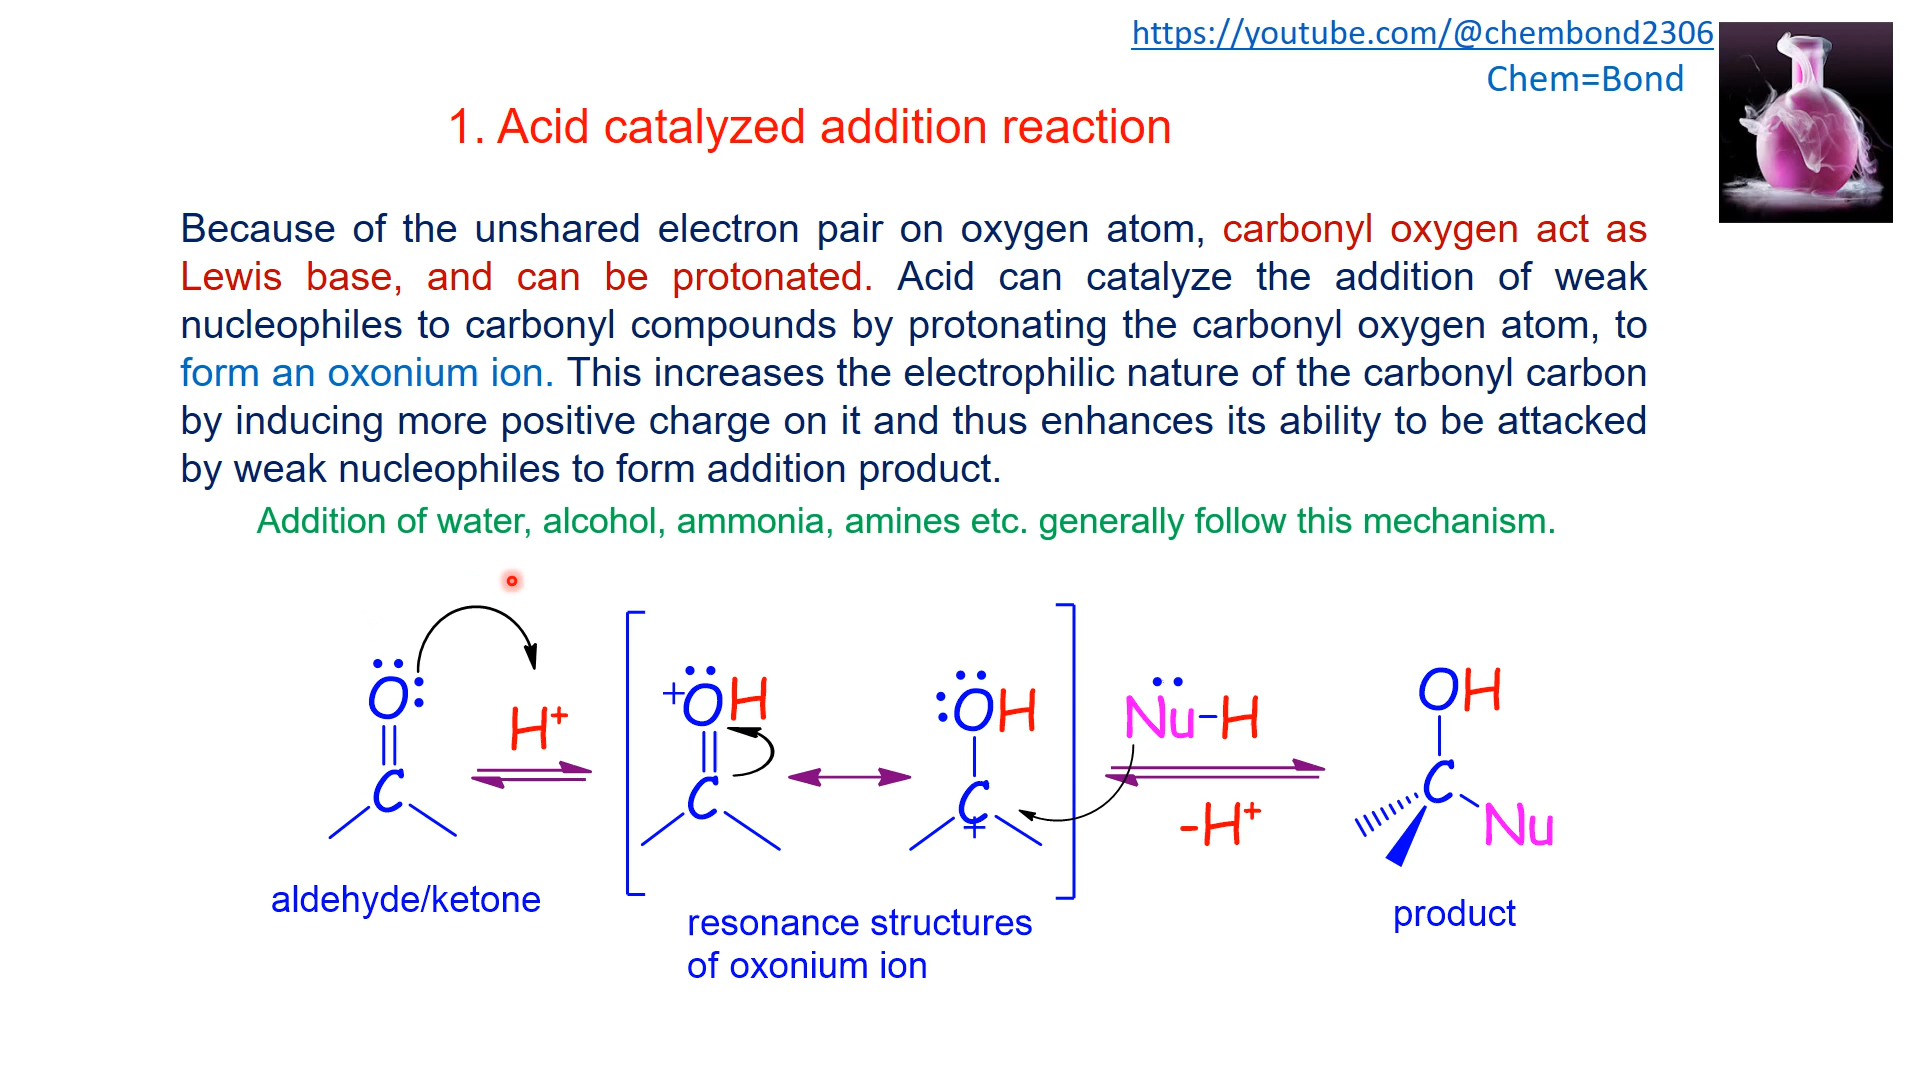 https://youtube.com/@chembond2306
Chem=Bond
1. Acid catalyzed addition reaction
Because of the unshared electron pair on oxygen atom, carbonyl oxygen act as
Lewis base, and can be protonated. Acid can catalyze the addition of weak
nucleophiles to carbonyl compounds by protonating the carbonyl oxygen atom, to
form an oxonium ion. This increases the electrophilic nature of the carbonyl carbon
by inducing more positive charge on it and thus enhances its ability to be attacked
by weak nucleophiles to form addition product.
Addition of water, alcohol, ammonia, amines etc. generally follow this mechanism.
O
C
H+
+OH
C
OH
C
+
Nu-H
-H+
OH
C
Nu
aldehyde/ketone
resonance structures
of oxonium ion
product